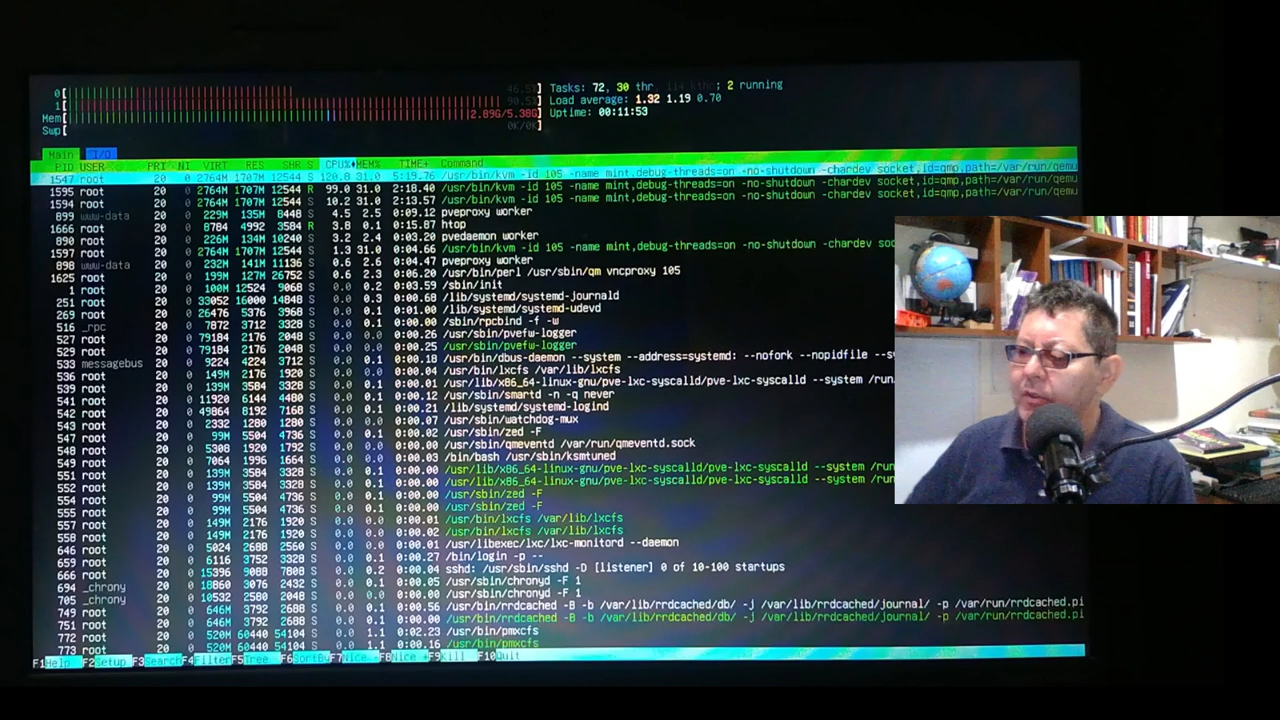 0[ 46.5%] Tasks: 72, 30 thr, 114 kthr; 2 running
1[ 90.5%] Load average: 1.32 1.19 0.70
Mem[ 2.89G/5.38G] Uptime: 00:11:53
Swp[ 0K/0K]
Main I/O
PID USER PRI NI VIRT RES SHR S CPU% MEM% TIME+ Command
1547 root 20 0 2764M 1707M 12544 S 120.8 31.0 5:19.76 /usr/bin/kvm -id 105 -name mint,debug-threads=on -no-shutdown -chardev socket,id=qmp,path=/var/run/qemu
1595 root 20 0 2764M 1707M 12544 R 99.0 31.0 2:18.40 /usr/bin/kvm -id 105 -name mint,debug-threads=on -no-shutdown -chardev socket,id=qmp,path=/var/run/qemu
1594 root 20 0 2764M 1707M 12544 S 10.2 31.0 2:13.57 /usr/bin/kvm -id 105 -name mint,debug-threads=on -no-shutdown -chardev socket,id=qmp,path=/var/run/qemu
899 www-data 20 0 229M 135M 8448 S 4.5 2.5 0:09.12 pveproxy worker
1666 root 20 0 8784 4992 3584 R 3.8 0.1 0:15.87 htop
890 root 20 0 226M 134M 10240 S 3.2 2.4 0:03.20 pvedaemon worker
1597 root 20 0 2764M 1707M 12544 S 1.3 31.0 0:04.66 /usr/bin/kvm -id 105 -name mint,debug-threads=on -no-shutdown -chardev soc
898 www-data 20 0 232M 141M 11136 S 0.6 2.6 0:04.47 pveproxy worker
1625 root 20 0 199M 127M 26752 S 0.6 2.3 0:06.20 /usr/bin/perl /usr/sbin/qm vncproxy 105
1 root 20 0 100M 12524 9068 S 0.0 0.2 0:03.59 /sbin/init
251 root 20 0 33052 16000 14848 S 0.0 0.3 0:00.68 /lib/systemd/systemd-journald
269 root 20 0 26476 5376 3968 S 0.0 0.1 0:01.00 /lib/systemd/systemd-udevd
516 _rpc 20 0 7872 3712 3328 S 0.0 0.1 0:00.00 /sbin/rpcbind -f -w
527 root 20 0 79184 2176 2048 S 0.0 0.0 0:00.26 /usr/sbin/pvefw-logger
529 root 20 0 79184 2176 2048 S 0.0 0.0 0:00.25 /usr/sbin/pvefw-logger
533 messagebus 20 0 9224 4224 3712 S 0.0 0.1 0:00.18 /usr/bin/dbus-daemon --system --address=systemd: --nofork --nopidfile --sy
536 root 20 0 149M 2176 1920 S 0.0 0.0 0:00.04 /usr/bin/lxcfs /var/lib/lxcfs
539 root 20 0 139M 3584 3328 S 0.0 0.1 0:00.01 /usr/lib/x86_64-linux-gnu/pve-lxc-syscalld/pve-lxc-syscalld --system /run
541 root 20 0 11920 6144 4480 S 0.0 0.1 0:00.12 /usr/sbin/smartd -n -q never
542 root 20 0 49864 8192 7168 S 0.0 0.1 0:00.21 /lib/systemd/systemd-logind
543 root 20 0 2332 1280 1280 S 0.0 0.0 0:00.07 /usr/sbin/watchdog-mux
547 root 20 0 99M 5504 4736 S 0.0 0.1 0:00.02 /usr/sbin/zed -F
548 root 20 0 5308 1920 1792 S 0.0 0.0 0:00.00 /usr/sbin/qmeventd /var/run/qmeventd.sock
549 root 20 0 7064 1996 1664 S 0.0 0.0 0:00.03 /bin/bash /usr/sbin/ksmtuned
551 root 20 0 139M 3584 3328 S 0.0 0.1 0:00.00 /usr/lib/x86_64-linux-gnu/pve-lxc-syscalld/pve-lxc-syscalld --system /run
552 root 20 0 139M 3584 3328 S 0.0 0.1 0:00.00 /usr/lib/x86_64-linux-gnu/pve-lxc-syscalld/pve-lxc-syscalld --system /run
554 root 20 0 99M 5504 4736 S 0.0 0.1 0:00.00 /usr/sbin/zed -F
555 root 20 0 99M 5504 4736 S 0.0 0.1 0:00.00 /usr/sbin/zed -F
557 root 20 0 149M 2176 1920 S 0.0 0.0 0:00.01 /usr/bin/lxcfs /var/lib/lxcfs
558 root 20 0 149M 2176 1920 S 0.0 0.0 0:00.02 /usr/bin/lxcfs /var/lib/lxcfs
646 root 20 0 5024 2688 2560 S 0.0 0.0 0:00.01 /usr/libexec/lxc/lxc-monitord --daemon
659 root 20 0 6116 3752 3328 S 0.0 0.1 0:00.27 /bin/login -p --
666 root 20 0 15396 9088 7808 S 0.0 0.2 0:00.04 sshd: /usr/sbin/sshd -D [listener] 0 of 10-100 startups
694 _chrony 20 0 18860 3076 2432 S 0.0 0.1 0:00.05 /usr/sbin/chronyd -F 1
705 _chrony 20 0 10532 2580 2048 S 0.0 0.0 0:00.00 /usr/sbin/chronyd -F 1
749 root 20 0 646M 3792 2688 S 0.0 0.1 0:00.56 /usr/bin/rrdcached -B -b /var/lib/rrdcached/db/ -j /var/lib/rrdcached/journal/ -p /var/run/rrdcached.pi
751 root 20 0 646M 3792 2688 S 0.0 0.1 0:00.00 /usr/bin/rrdcached -B -b /var/lib/rrdcached/db/ -j /var/lib/rrdcached/journal/ -p /var/run/rrdcached.pi
772 root 20 0 520M 60440 54104 S 0.0 1.1 0:02.23 /usr/bin/pmxcfs
773 root 20 0 520M 60440 54104 S 0.0 1.1 0:00.16 /usr/bin/pmxcfs
F1Help F2Setup F3Search F4Filter F5Tree F6SortBy F7Nice - F8Nice + F9Kill F10Quit